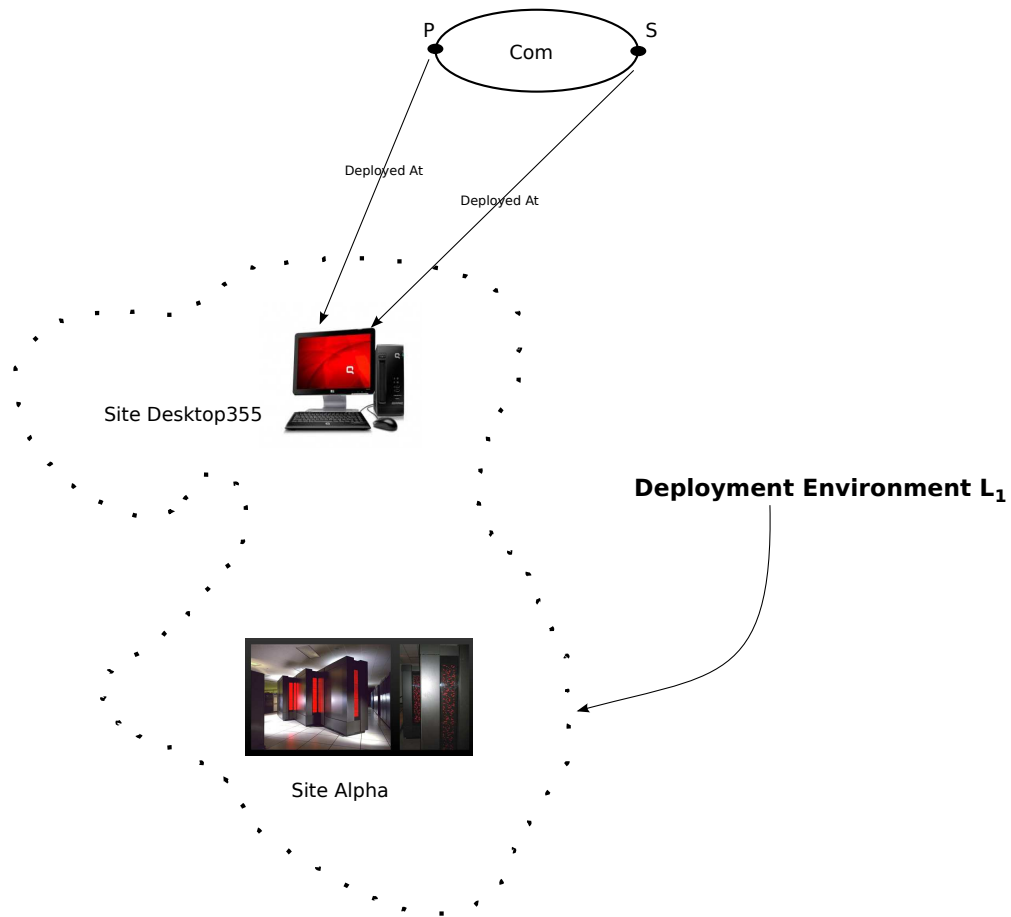 P
S
Com
Deployed At
Deployed At
Site Desktop355
Deployment Environment L₁
Site Alpha